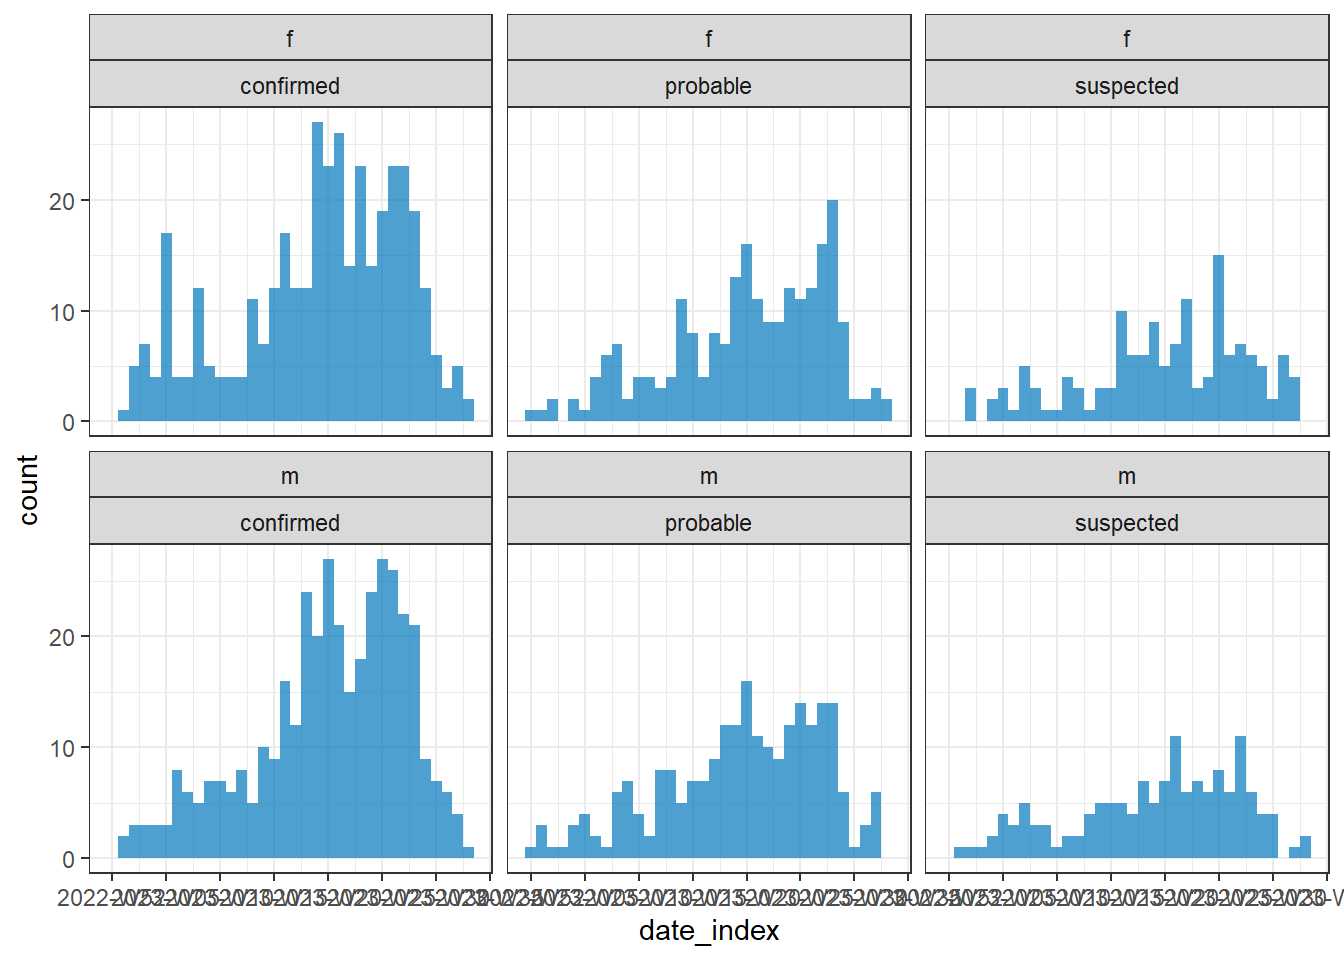 f f f
confirmed probable suspected
20
10
0
count
m m m
confirmed probable suspected
20
10
0
date_index